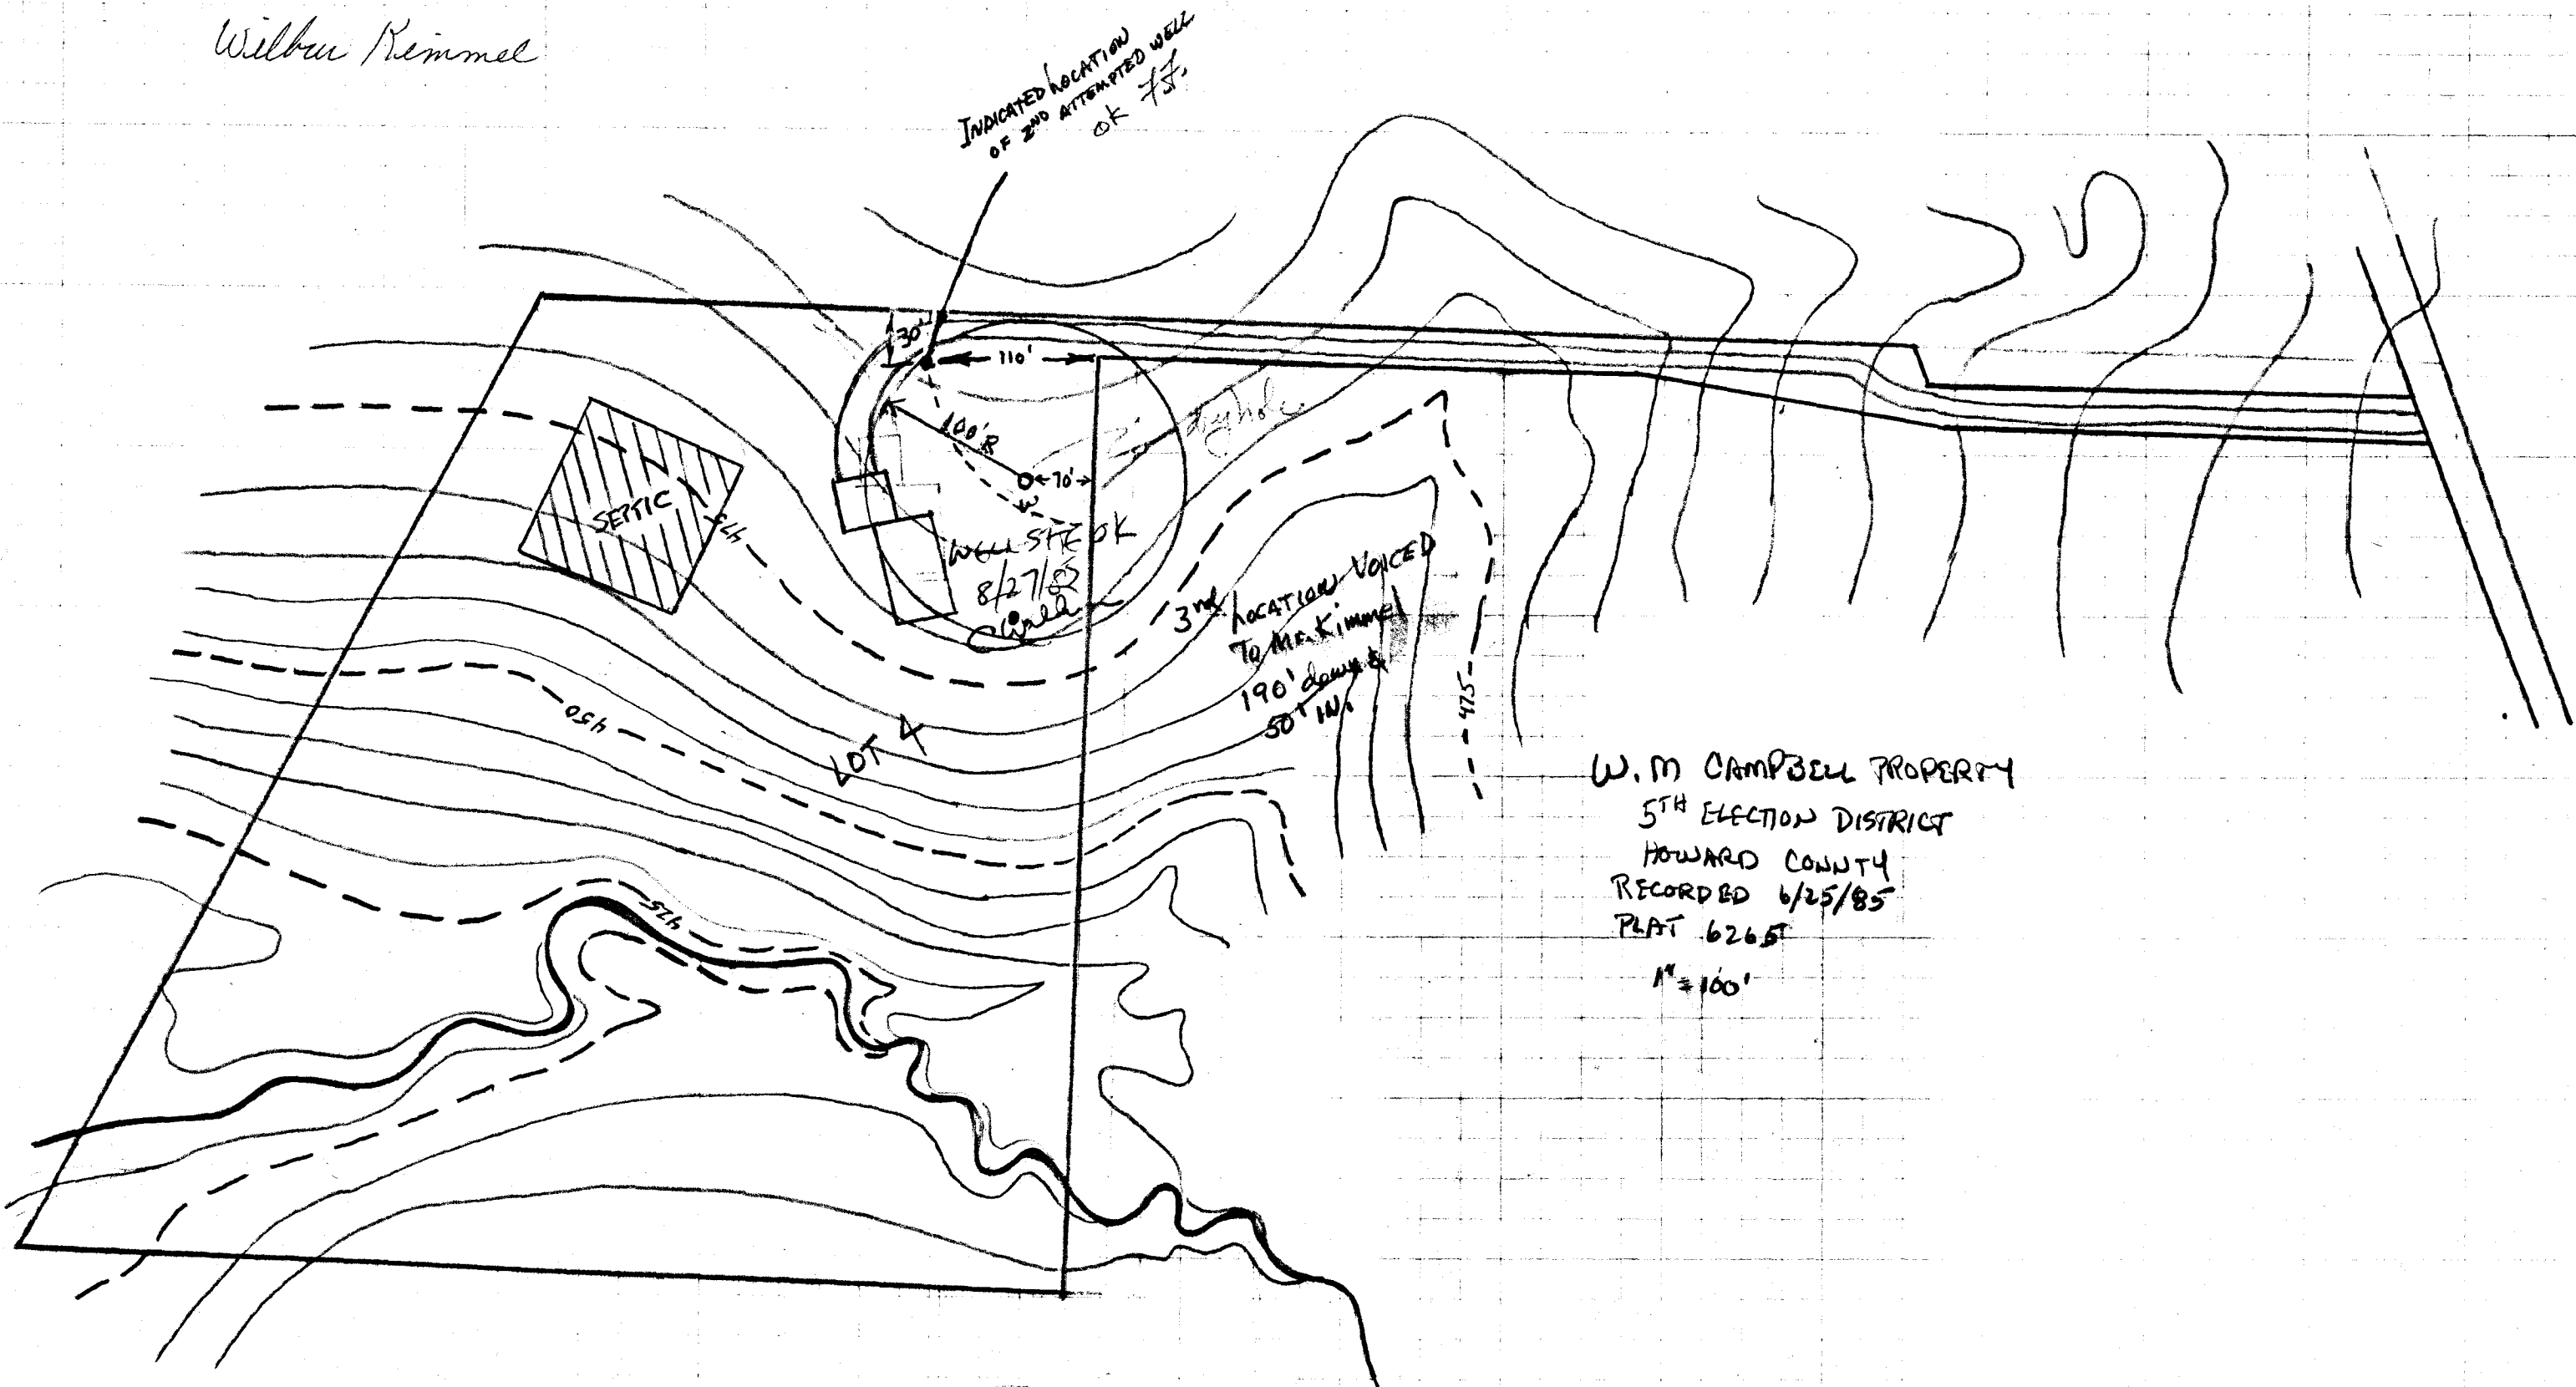 Wilbur Kimmel
INDICATED LOCATION
OF 2ND ATTEMPTED WELL
OK
30'
110'
100'R
70'
W
dryhole
WELL SITE OK
8/27/85
SEPTIC
475
3rd LOCATION VOICED
To Mr. Kimmel
190' down &
50' IN.
475
450
LOT 4
425
W. M CAMPBELL PROPERTY
5TH ELECTION DISTRICT
HOWARD COUNTY
RECORDED 6/25/85
PLAT 6265
1" = 100'